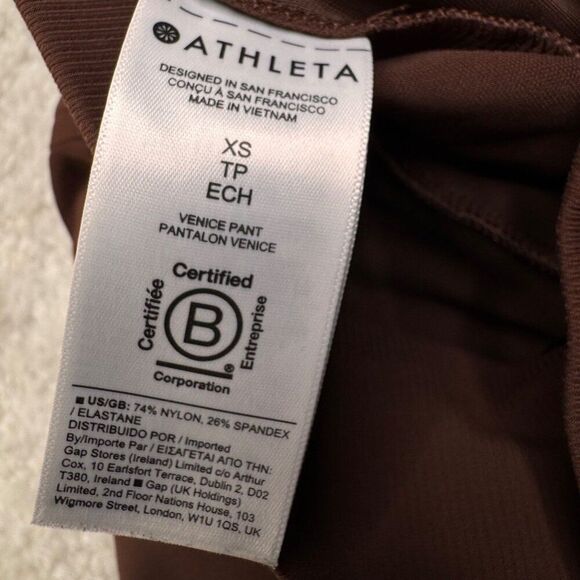 ATHLETA
DESIGNED IN SAN FRANCISCO
CONÇU À SAN FRANCISCO
MADE IN VIETNAM
XS
TP
ECH
VENICE PANT
PANTALON VENICE
Certified
Certifiée
B
Entreprise
®
Corporation
■ US/GB: 74% NYLON, 26% SPANDEX
/ ELASTANE
DISTRIBUIDO POR / Imported
By/Importe Par / ΕΙΣΑΓΕΤΑΙ ΑΠΟ ΤΗΝ:
Gap Stores (Ireland) Limited c/o Arthur
Cox, 10 Earlsfort Terrace, Dublin 2, D02
T380, Ireland ■ Gap (UK Holdings)
Limited, 2nd Floor Nations House, 103
Wigmore Street, London, W1U 1QS, UK